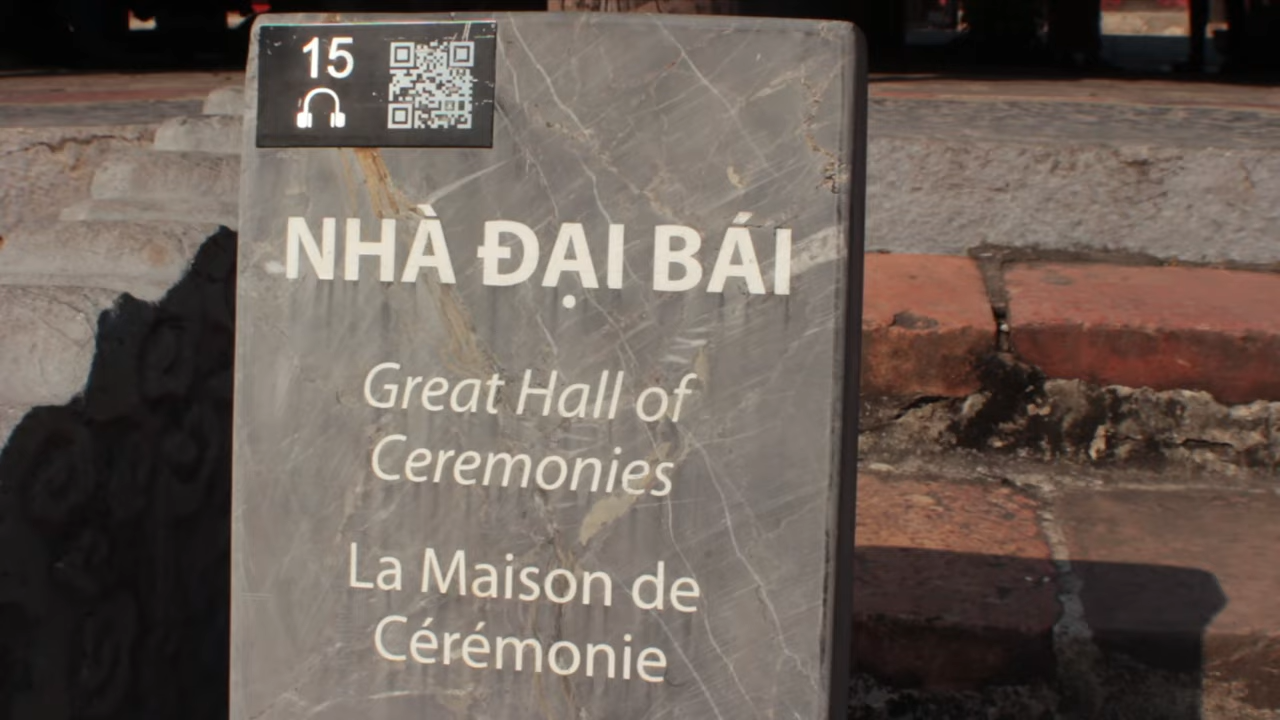 15
NHÀ ĐẠI BÁI
Great Hall of
Ceremonies
La Maison de
Cérémonie